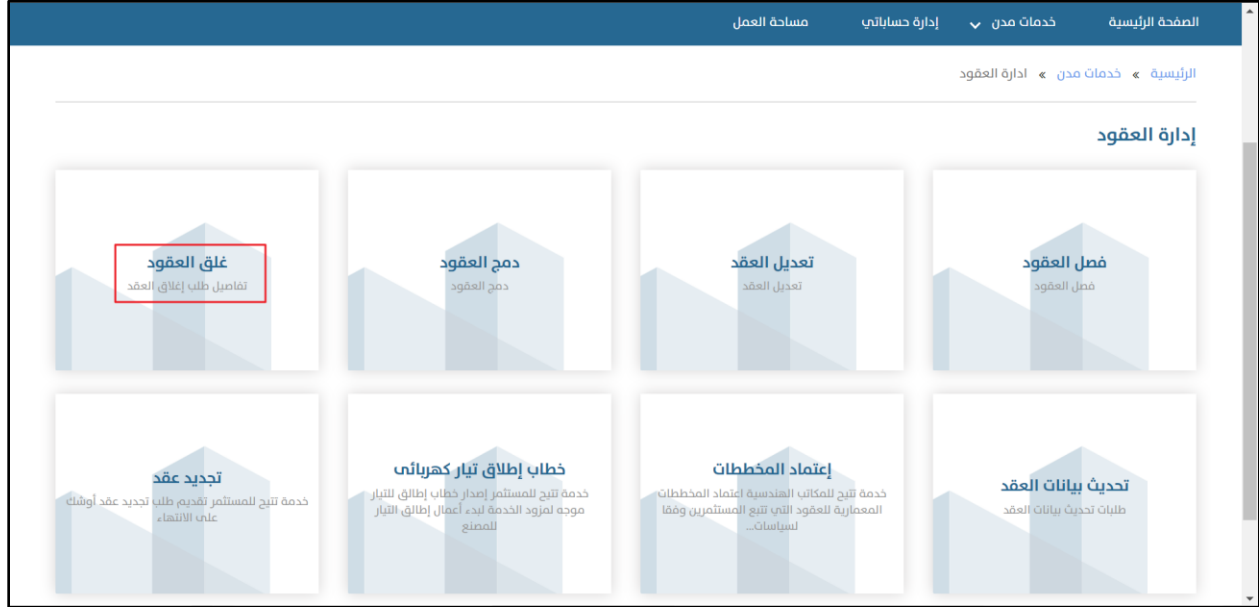 الصفحة الرئيسية خدمات مدن إدارة حساباتي مساحة العمل
الرئيسية » خدمات مدن » ادارة العقود
إدارة العقود
فصل العقود
فصل العقود
تعديل العقد
تعديل العقد
دمج العقود
دمج العقود
غلق العقود
تفاصيل طلب إغلاق العقد
تحديث بيانات العقد
طلبات تحديث بيانات العقد
إعتماد المخططات
خدمة تتيح للمكاتب الهندسية اعتماد المخططات
المعمارية للعقود التي تتبع المستثمرين وفقا
لسياسات...
خطاب إطلاق تيار كهربائى
خدمة تتيح للمستثمر إصدار خطاب إطالق للتيار
موجه لمزود الخدمة لبدء أعمال إطالق التيار
للمصنع
تجديد عقد
خدمة تتيح للمستثمر تقديم طلب تجديد عقد أوشك
على الانتهاء